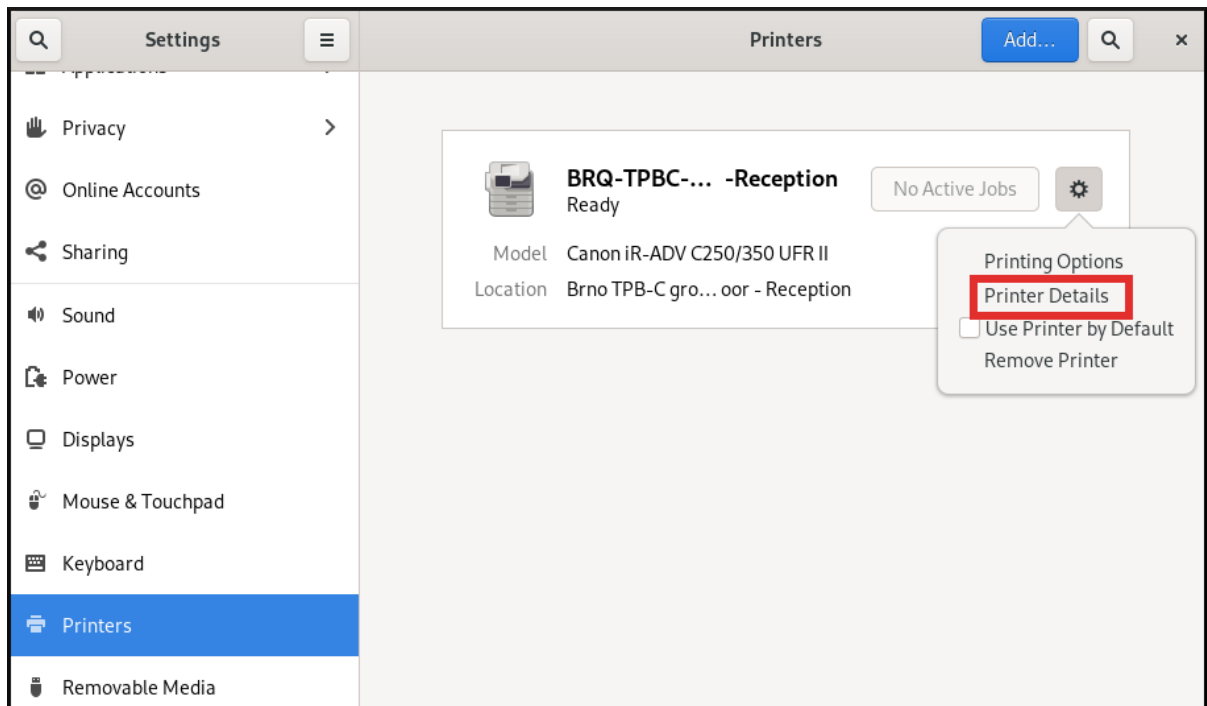 Settings
Printers
Add...
Privacy
Online Accounts
Sharing
Sound
Power
Displays
Mouse & Touchpad
Keyboard
Printers
Removable Media
BRQ-TPBC-... -Reception
Ready
No Active Jobs
Model Canon iR-ADV C250/350 UFR II
Location Brno TPB-C gro... oor - Reception
Printing Options
Printer Details
Use Printer by Default
Remove Printer